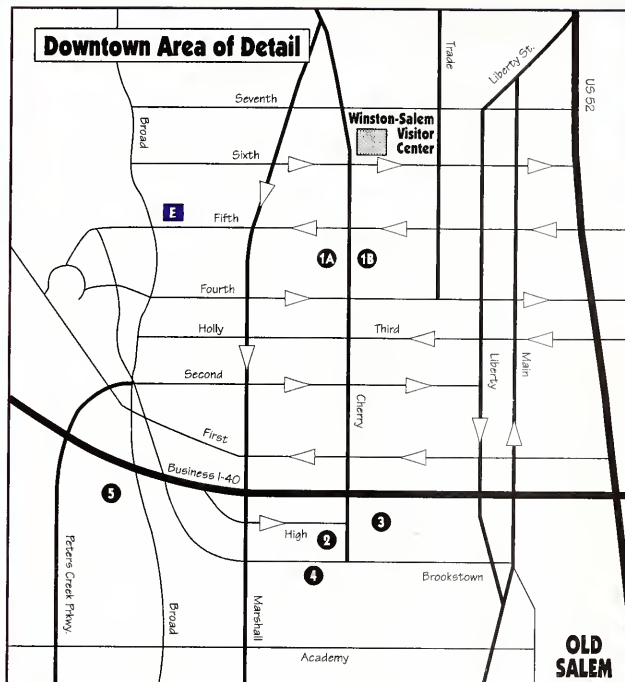 Downtown Area of Detail
Trade
Liberty St.
US 52
Seventh
Broad
Winston-Salem
Visitor
Center
Sixth
E
Fifth
1A
1B
Fourth
Holly
Third
Liberty
Main
Second
Cherry
First
Business I-40
5
3
High
2
4
Brookstown
Peters Creek Prkwy.
Broad
Marshall
Academy
OLD
SALEM